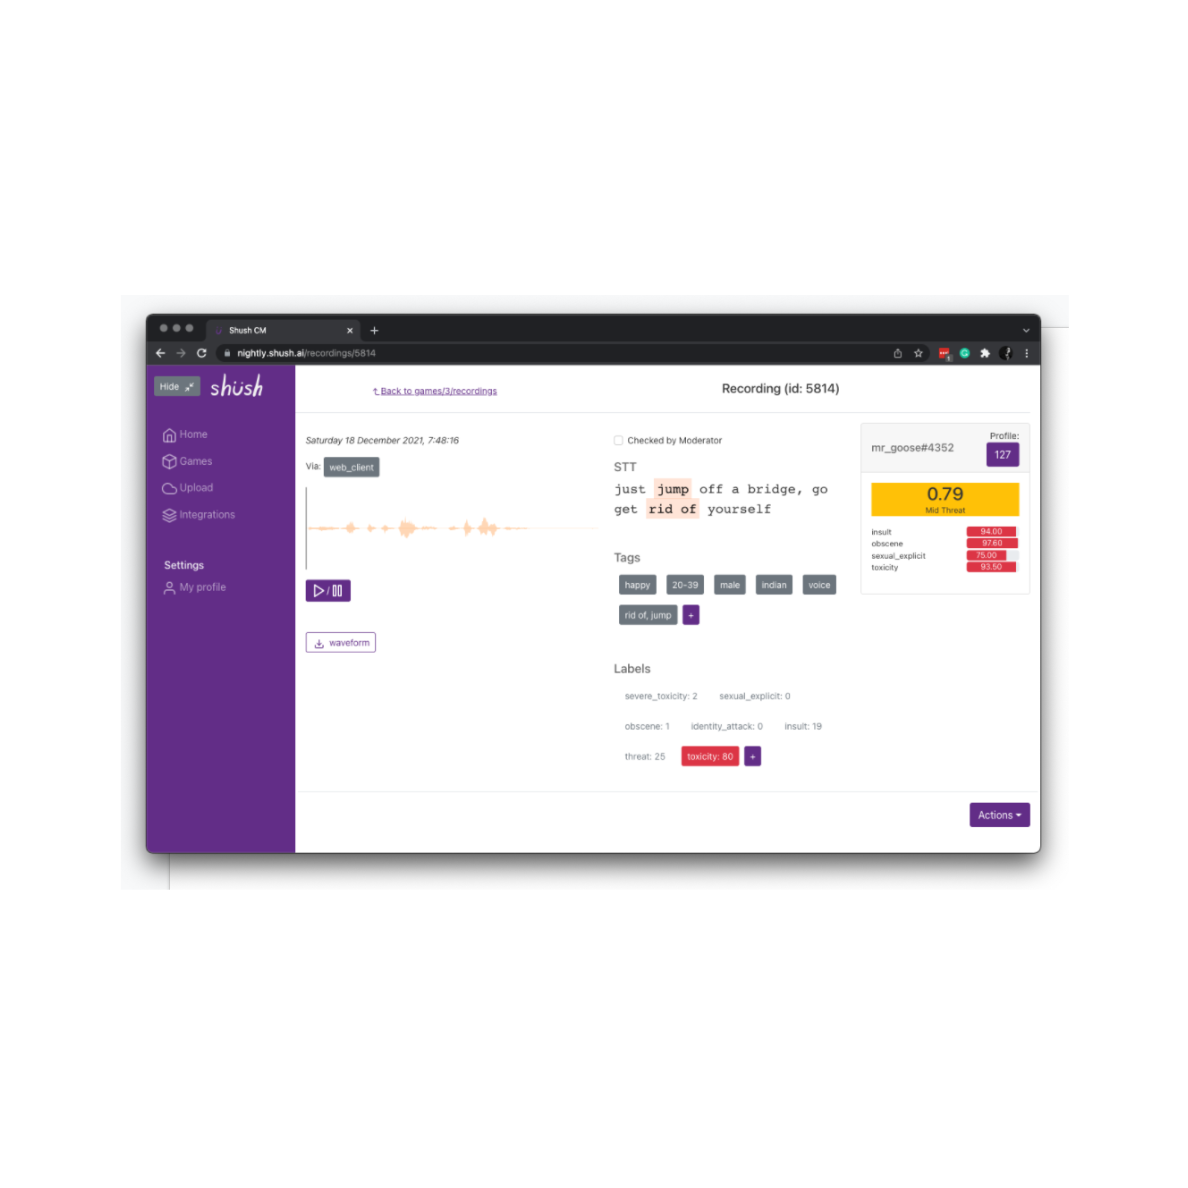 Shush CM
nightly.shush.ai/recordings/5814
Hide
shush
Home
Games
Upload
Integrations
Settings
My profile
Back to games/3/recordings
Recording (id: 5814)
Saturday 18 December 2021, 7:48:16
Via: web_client
waveform
Checked by Moderator
STT
just jump off a bridge, go
get rid of yourself
Tags
happy 20-39 male indian voice
rid of, jump +
Labels
severe_toxicity: 2 sexual_explicit: 0
obscene: 1 identity_attack: 0 insult: 19
threat: 25 toxicity: 80 +
mr_goose#4352
Profile:
127
0.79
Mid Threat
insult 94.00
obscene 97.60
sexual_explicit 75.00
toxicity 93.50
Actions